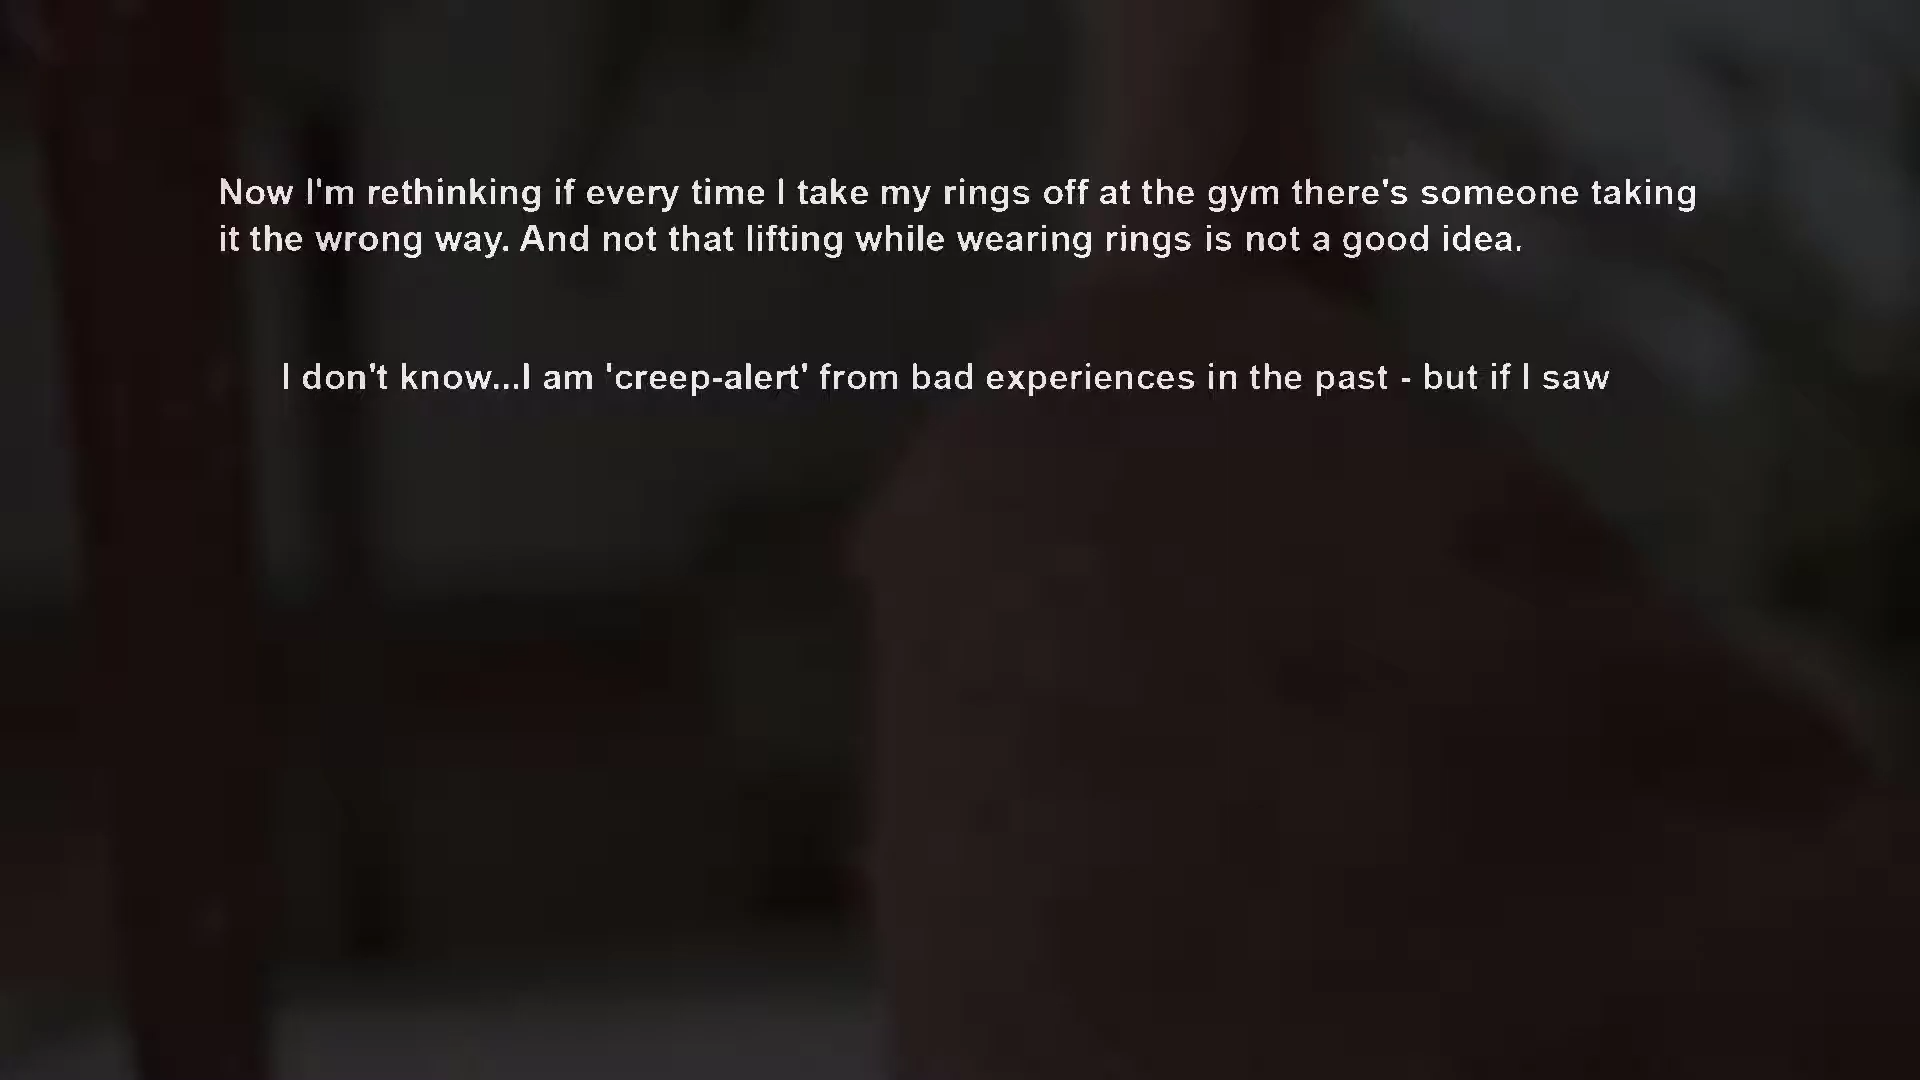 Now I'm rethinking if every time I take my rings off at the gym there's someone taking
it the wrong way. And not that lifting while wearing rings is not a good idea.
I don't know...I am 'creep-alert' from bad experiences in the past - but if I saw